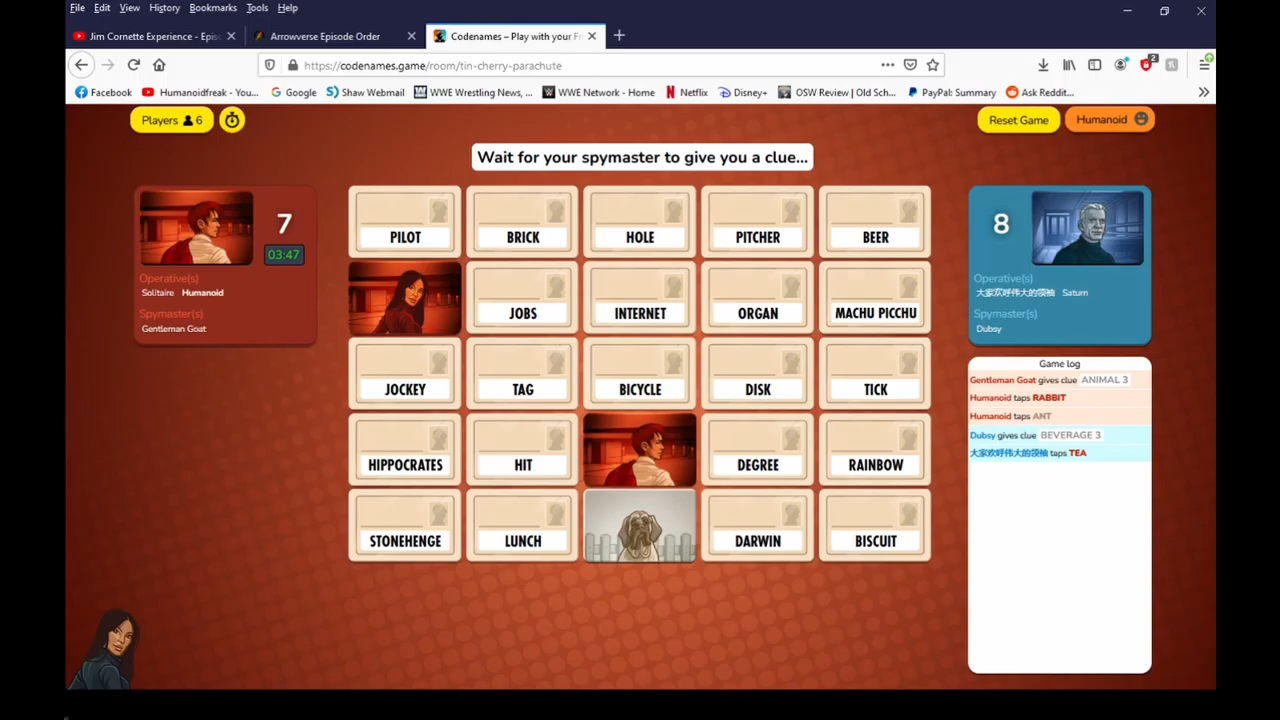 File Edit View History Bookmarks Tools Help
Jim Cornette Experience - Epis
Arrowverse Episode Order
Codenames – Play with your F
https://codenames.game/room/tin-cherry-parachute
2
Facebook Humanoidfreak - You... Google Shaw Webmail WWE Wrestling News, ... WWE Network - Home Netflix Disney+ OSW Review | Old Sch... PayPal: Summary Ask Reddit...
Players 6
Reset Game
Humanoid
Wait for your spymaster to give you a clue...
7
03:47
Operative(s)
Solitaire Humanoid
Spymaster(s)
Gentleman Goat
PILOT BRICK HOLE PITCHER BEER
JOBS INTERNET ORGAN MACHU PICCHU
JOCKEY TAG BICYCLE DISK TICK
HIPPOCRATES HIT DEGREE RAINBOW
STONEHENGE LUNCH DARWIN BISCUIT
8
Operative(s)
大家欢呼伟大的领袖 Saturn
Spymaster(s)
Dubsy
Game log
Gentleman Goat gives clue ANIMAL 3
Humanoid taps RABBIT
Humanoid taps ANT
Dubsy gives clue BEVERAGE 3
大家欢呼伟大的领袖 taps TEA